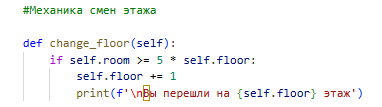 #Механика смен этажа

def change_floor(self):
    if self.room >= 5 * self.floor:
        self.floor += 1
        print(f'\nВы перешли на {self.floor} этаж')